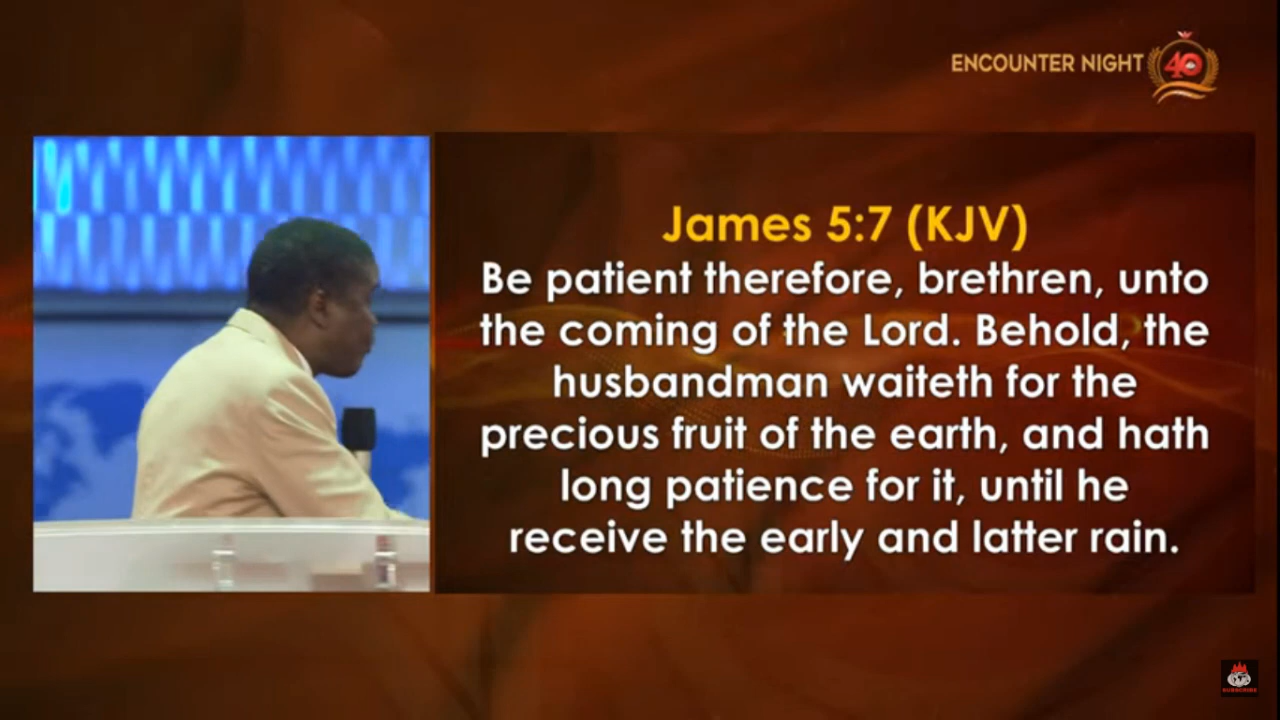 ENCOUNTER NIGHT 40
James 5:7 (KJV)
Be patient therefore, brethren, unto
the coming of the Lord. Behold, the
husbandman waiteth for the
precious fruit of the earth, and hath
long patience for it, until he
receive the early and latter rain.
SUBSCRIBE